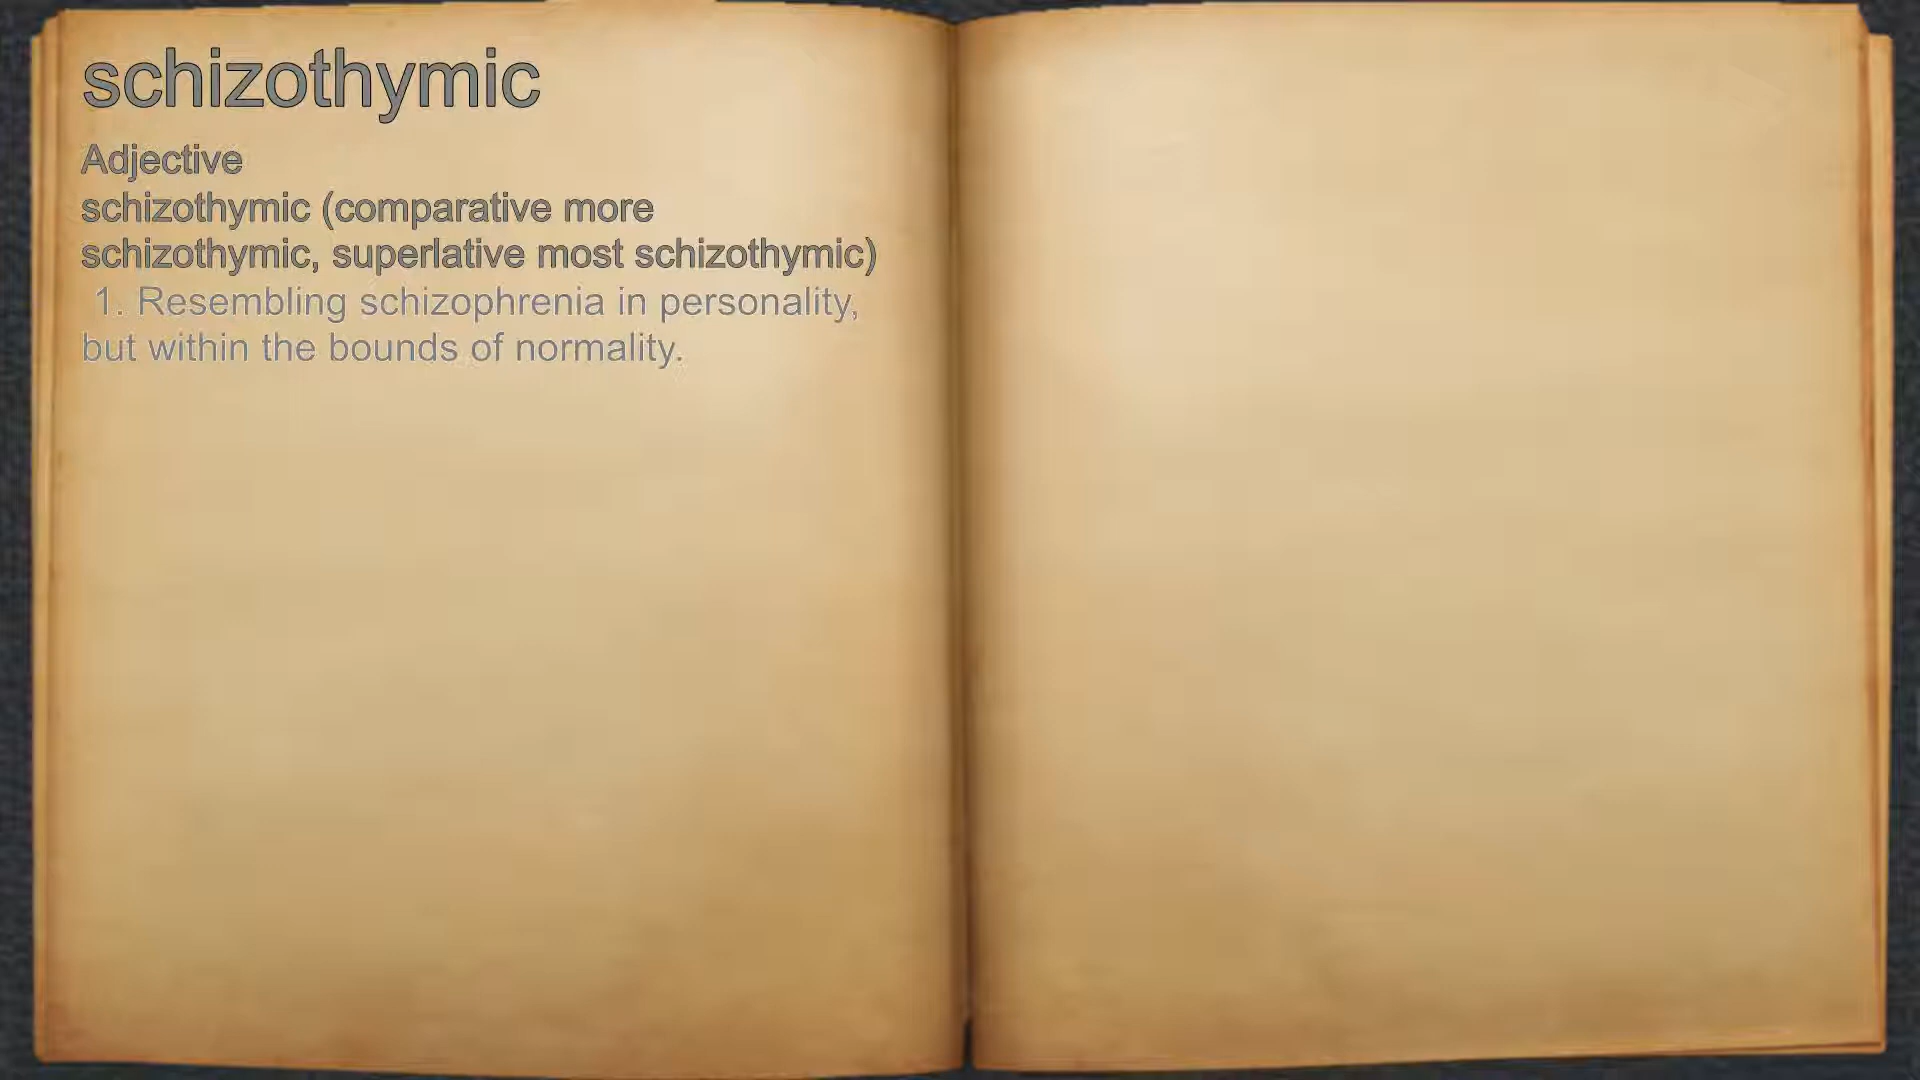 schizothymic
Adjective
schizothymic (comparative more
schizothymic, superlative most schizothymic)
1. Resembling schizophrenia in personality,
but within the bounds of normality.